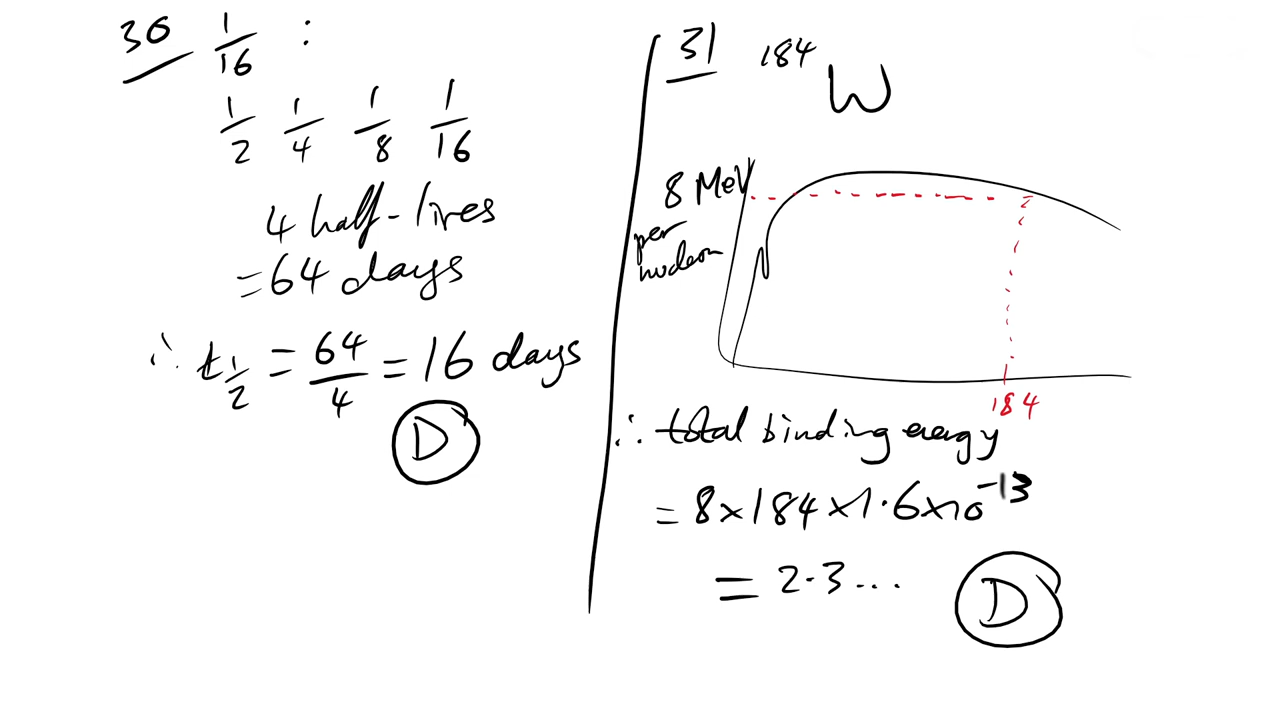 30 1/16 :
1/2 1/4 1/8 1/16
4 half-lives
=64 days
∴ t1/2 = 64/4 = 16 days
D
31 184 W
8 MeV
per
nucleon
184
∴ total binding energy
= 8×184×1.6×10^-13
= 2.3...
D